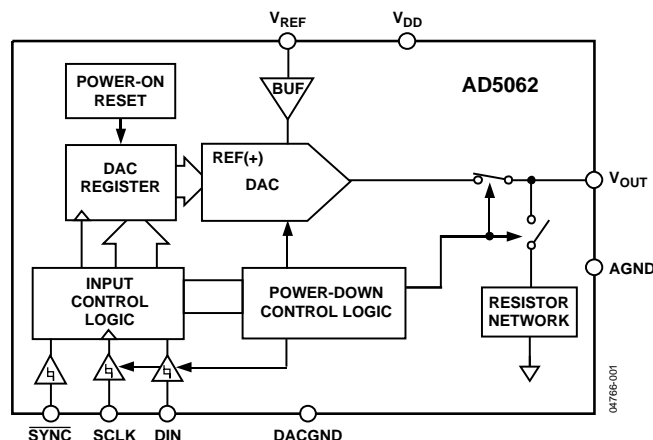 VREF
VDD
BUF
AD5062
POWER-ON
RESET
REF(+)
DAC
DAC
REGISTER
VOUT
AGND
INPUT
CONTROL
LOGIC
POWER-DOWN
CONTROL LOGIC
RESISTOR
NETWORK
04766-001
SYNC
SCLK
DIN
DACGND